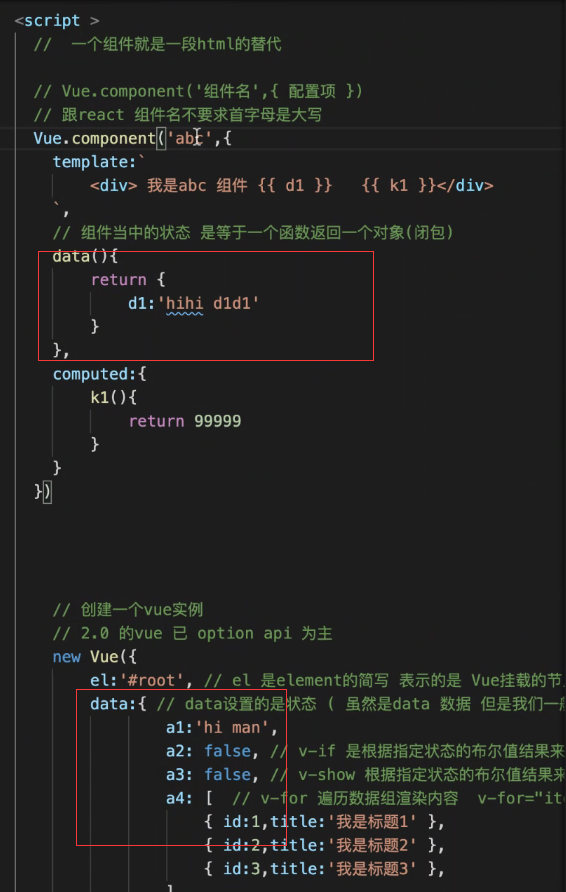 <script >
// 一个组件就是一段html的替代
// Vue.component('组件名',{ 配置项 })
// 跟react 组件名不要求首字母是大写
Vue.component('abc',{
template:`
<div> 我是abc 组件 {{ d1 }} {{ k1 }}</div>
`,
// 组件当中的状态 是等于一个函数返回一个对象(闭包)
data(){
return {
d1:'hihi d1d1'
}
},
computed:{
k1(){
return 99999
}
}
})
// 创建一个vue实例
// 2.0 的vue 已 option api 为主
new Vue({
el:'#root', // el 是element的简写 表示的是 Vue挂载的节
data:{ // data设置的是状态 ( 虽然是data 数据 但是我们一
a1:'hi man',
a2: false, // v-if 是根据指定状态的布尔值结果来
a3: false, // v-show 根据指定状态的布尔值结果来
a4: [ // v-for 遍历数据组渲染内容 v-for="it
{ id:1,title:'我是标题1' },
{ id:2,title:'我是标题2' },
{ id:3,title:'我是标题3' },
]